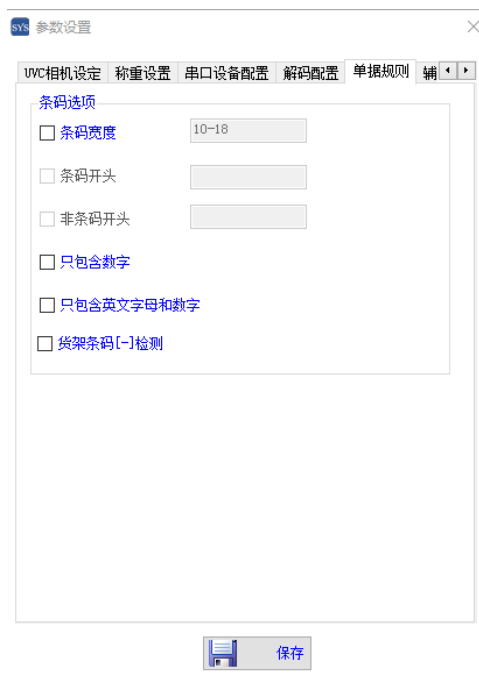 SYS 参数设置
UVC相机设定 称重设置 串口设备配置 解码配置 单据规则 辅
条码选项
条码宽度 10-18
条码开头
非条码开头
只包含数字
只包含英文字母和数字
货架条码[-]检测
保存